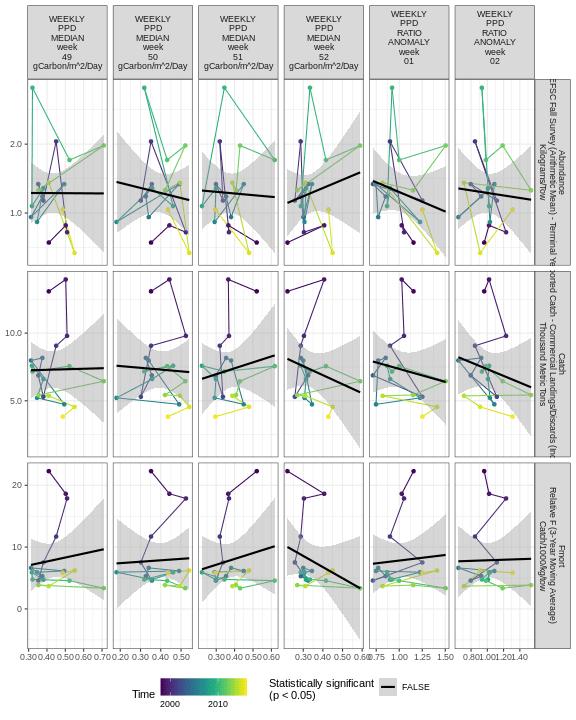 WEEKLY
PPD
MEDIAN
week
49
gCarbon/m^2/Day
WEEKLY
PPD
MEDIAN
week
50
gCarbon/m^2/Day
WEEKLY
PPD
MEDIAN
week
51
gCarbon/m^2/Day
WEEKLY
PPD
MEDIAN
week
52
gCarbon/m^2/Day
WEEKLY
PPD
RATIO
ANOMALY
week
01
WEEKLY
PPD
RATIO
ANOMALY
week
02
2.0
1.0
Abundance
EFSC Fall Survey (Arithmetic Mean) - Terminal Ye
Kilograms/Tow
10.0
5.0
Catch
ported Catch - Commercial Landings/Discards (In
Thousand Metric Tons
20
10
0
Fmort
Relative F (3-Year Moving Average)
Catch/1000/kg/tow
0.30 0.40 0.50 0.60 0.70
0.20 0.30 0.40 0.50
0.30 0.40 0.50 0.60
0.20 0.30 0.40 0.50 0.60
0.75 1.00 1.25 1.50
0.80 1.00 1.20 1.40
Time
2000 2010
Statistically significant
(p < 0.05)
FALSE